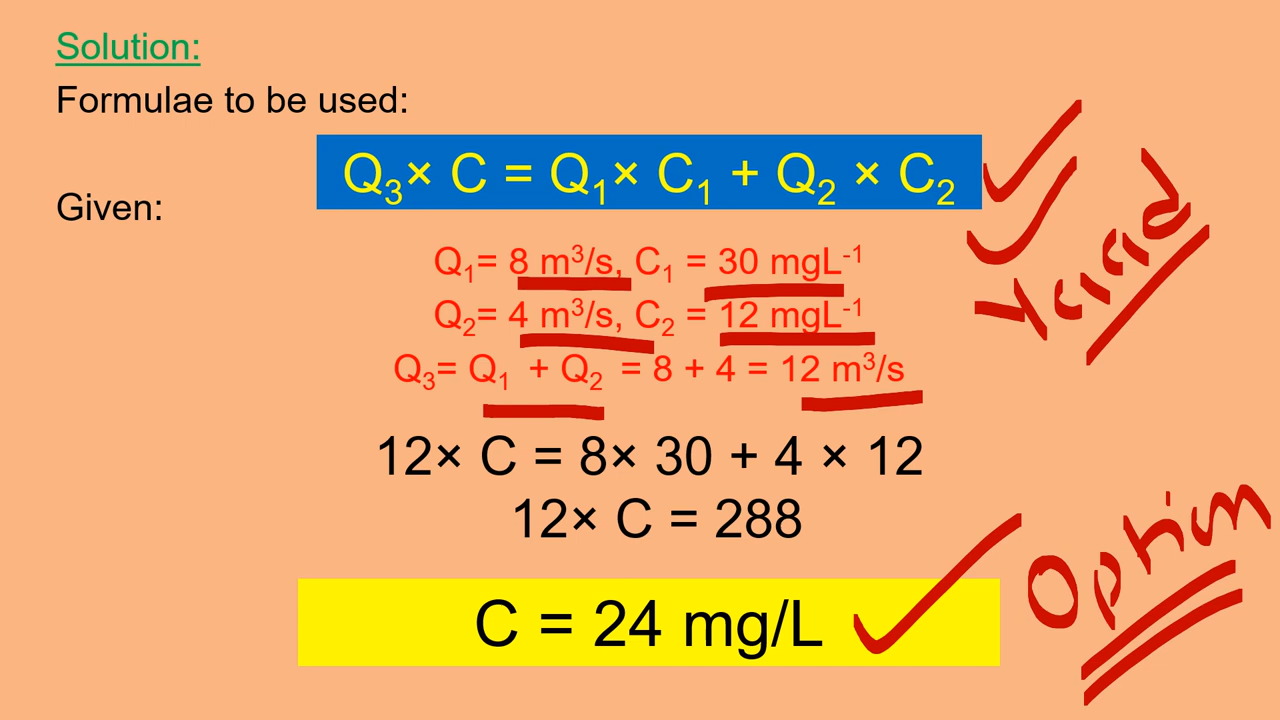 Solution:
Formulae to be used:
Q₃× C = Q₁× C₁ + Q₂ × C₂
Given:
Q₁= 8 m³/s, C₁ = 30 mgL⁻¹
Q₂= 4 m³/s, C₂ = 12 mgL⁻¹
Q₃= Q₁ + Q₂ = 8 + 4 = 12 m³/s
12× C = 8× 30 + 4 × 12
12× C = 288
C = 24 mg/L